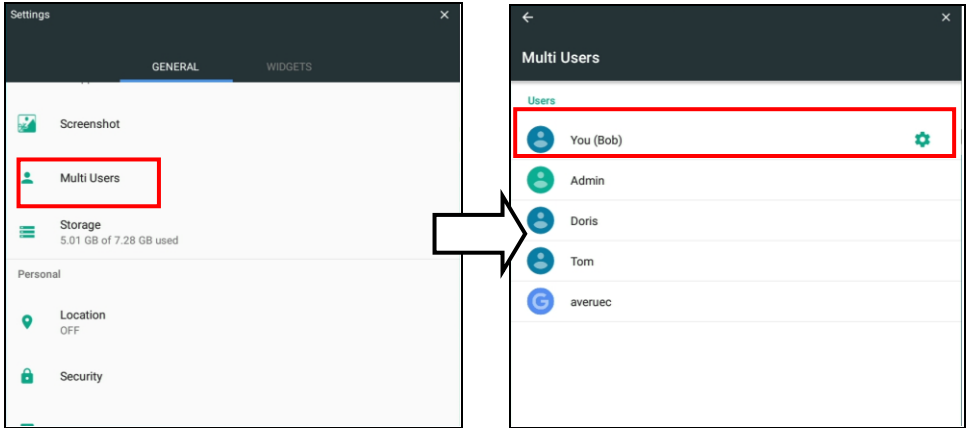 Settings
GENERAL WIDGETS
Screenshot
Multi Users
Storage
5.01 GB of 7.28 GB used
Personal
Location
OFF
Security
Multi Users
Users
You (Bob)
Admin
Doris
Tom
G averuec